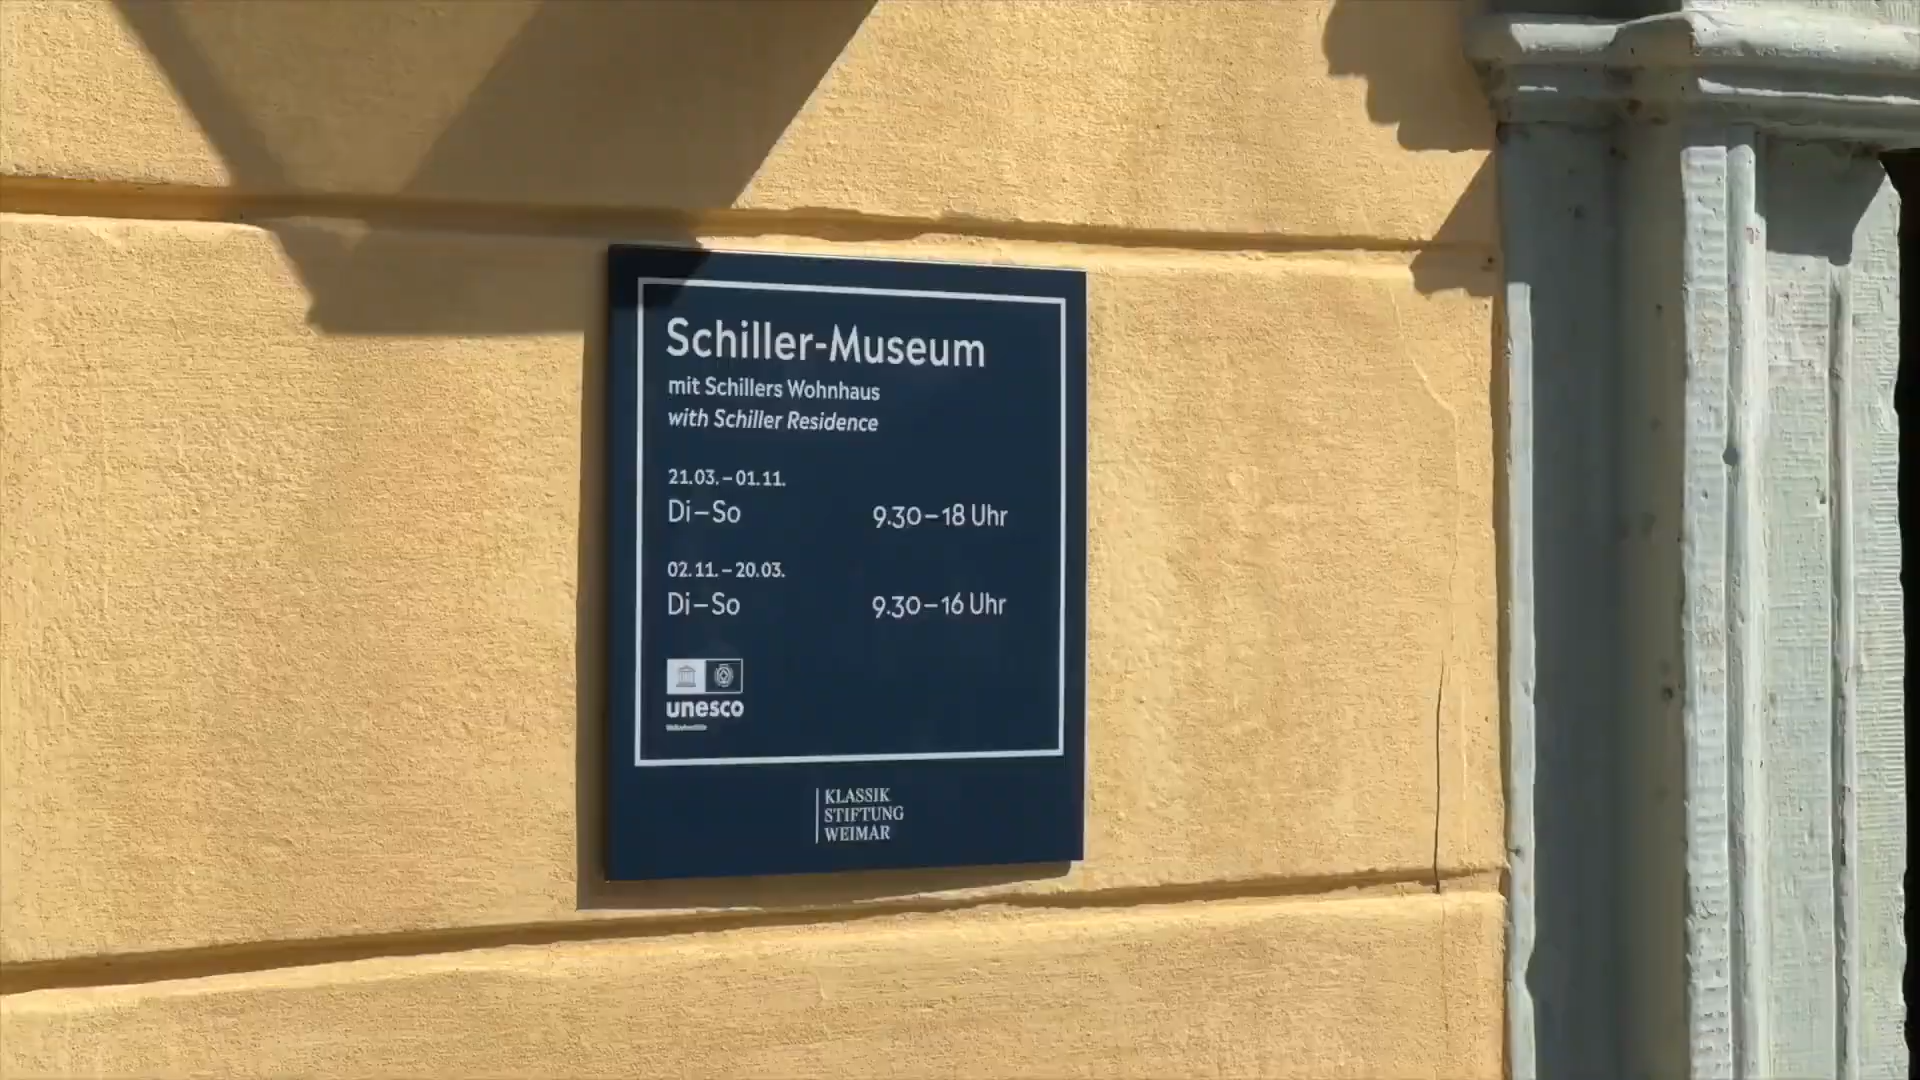 Schiller-Museum
mit Schillers Wohnhaus
with Schiller Residence
21.03. – 01.11.
Di – So 9.30 – 18 Uhr
02.11. – 20.03.
Di – So 9.30 – 16 Uhr
unesco
KLASSIK
STIFTUNG
WEIMAR